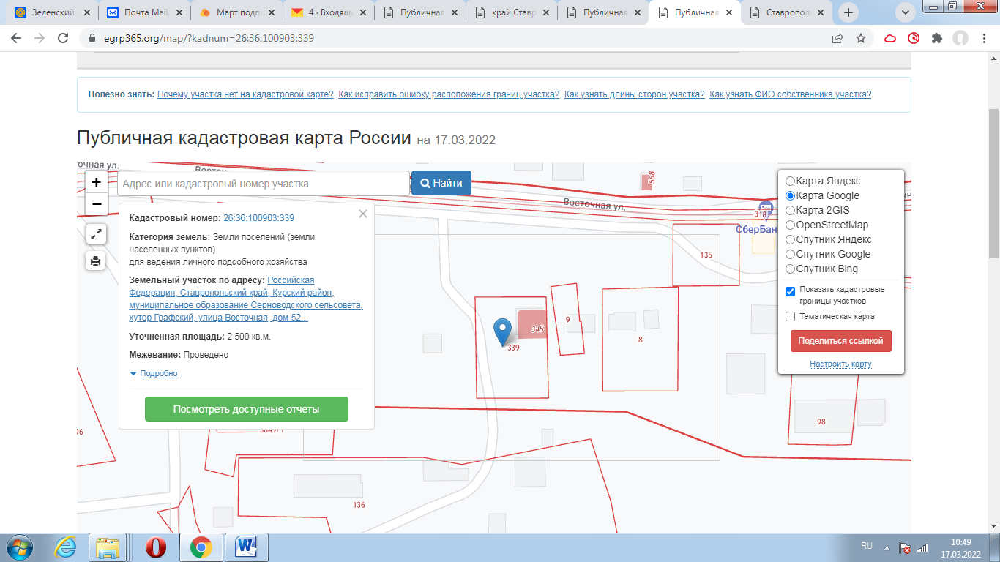 Зеленский
Почта Mail.
Март подп
4 · Входящи
Публичная
край Ставр
Публичная
Публичная
Ставропол
egrp365.org/map/?kadnum=26:36:100903:339
Полезно знать: Почему участка нет на кадастровой карте?, Как исправить ошибку расположения границ участка?, Как узнать длины сторон участка?, Как узнать ФИО собственника участка?
Публичная кадастровая карта России на 17.03.2022
очная ул.
+
Адрес или кадастровый номер участка
Найти
−
Кадастровый номер: 26:36:100903:339
Категория земель: Земли поселений (земли
населенных пунктов)
для ведения личного подсобного хозяйства
Земельный участок по адресу: Российская
Федерация, Ставропольский край, Курский район,
муниципальное образование Серноводского сельсовета,
хутор Графский, улица Восточная, дом 52...
Уточненная площадь: 2 500 кв.м.
Межевание: Проведено
Подробно
Посмотреть доступные отчеты
568
Восточная ул.
318
СберБан
135
345
339
9
8
98
96
3849/1
136
Карта Яндекс
Карта Google
Карта 2GIS
OpenStreetMap
Спутник Яндекс
Спутник Google
Спутник Bing
Показать кадастровые
границы участков
Тематическая карта
Поделиться ссылкой
Настроить карту
RU
10:49
17.03.2022